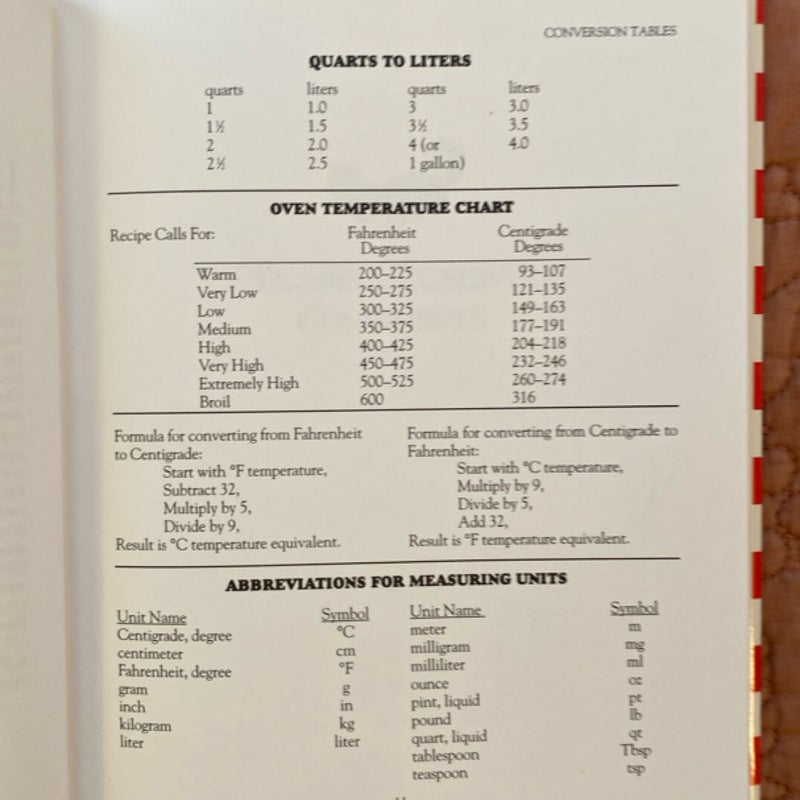 CONVERSION TABLES
QUARTS TO LITERS
quarts liters quarts liters
1 1.0 3 3.0
1½ 1.5 3½ 3.5
2 2.0 4 (or 4.0
2½ 2.5 1 gallon)
OVEN TEMPERATURE CHART
Recipe Calls For: Fahrenheit Centigrade
Degrees Degrees
Warm 200–225 93–107
Very Low 250–275 121–135
Low 300–325 149–163
Medium 350–375 177–191
High 400–425 204–218
Very High 450–475 232–246
Extremely High 500–525 260–274
Broil 600 316
Formula for converting from Fahrenheit
to Centigrade:
Start with °F temperature,
Subtract 32,
Multiply by 5,
Divide by 9,
Result is °C temperature equivalent.
Formula for converting from Centigrade to
Fahrenheit:
Start with °C temperature,
Multiply by 9,
Divide by 5,
Add 32,
Result is °F temperature equivalent.
ABBREVIATIONS FOR MEASURING UNITS
Unit Name Symbol
Centigrade, degree °C
centimeter cm
Fahrenheit, degree °F
gram g
inch in
kilogram kg
liter liter
Unit Name Symbol
meter m
milligram mg
milliliter ml
ounce oz
pint, liquid pt
pound lb
quart, liquid qt
tablespoon Tbsp
teaspoon tsp